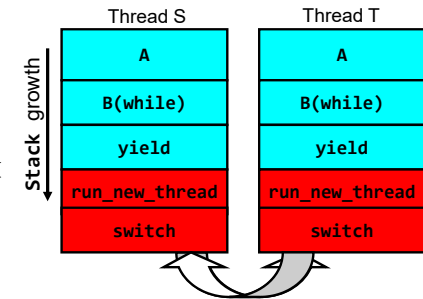 Thread S
Thread T
Stack growth
A
B(while)
yield
run_new_thread
switch
A
B(while)
yield
run_new_thread
switch